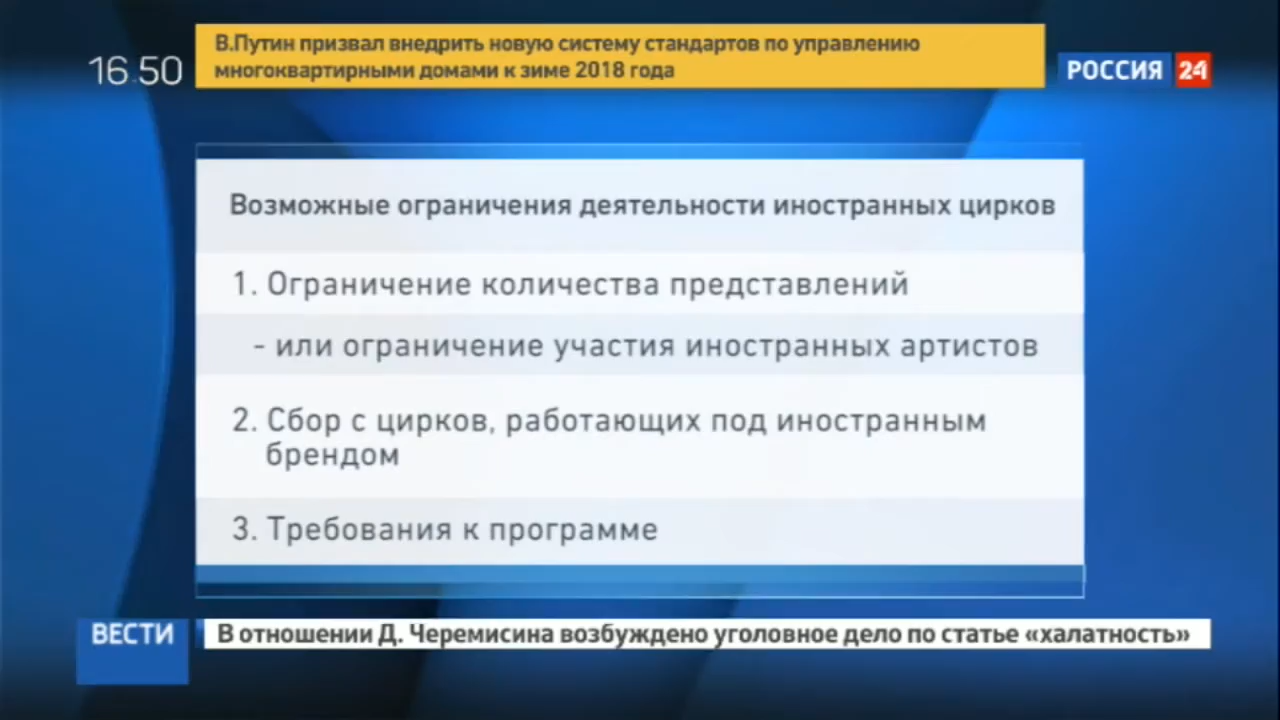 16.50
В.Путин призвал внедрить новую систему стандартов по управлению
многоквартирными домами к зиме 2018 года
РОССИЯ 24
Возможные ограничения деятельности иностранных цирков
1. Ограничение количества представлений
- или ограничение участия иностранных артистов
2. Сбор с цирков, работающих под иностранным
брендом
3. Требования к программе
ВЕСТИ
В отношении Д. Черемисина возбуждено уголовное дело по статье «халатность»